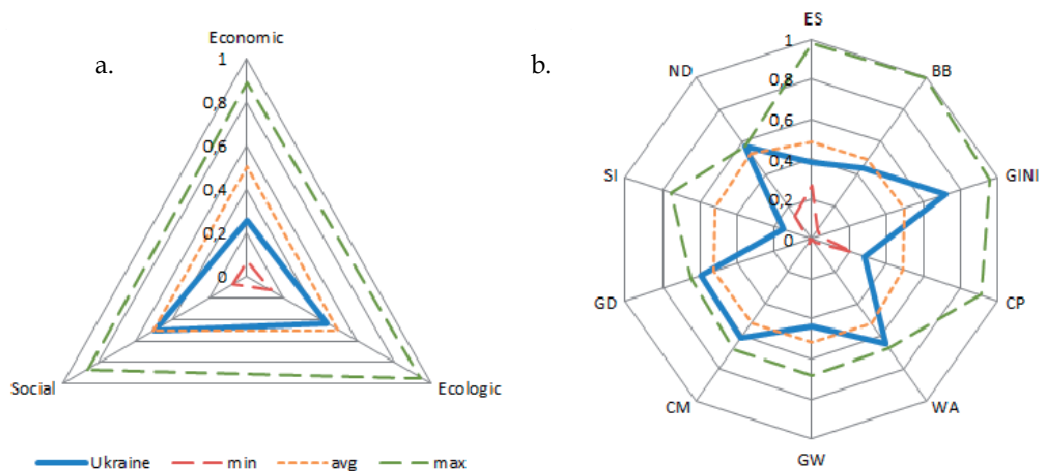 a.
Economic
1
0,8
0,6
0,4
0,2
0
Social
Ecologic
b.
ES
BB
GINI
CP
WA
GW
CM
GD
SI
ND
1
0,8
0,6
0,4
0,2
0
Ukraine min avg max